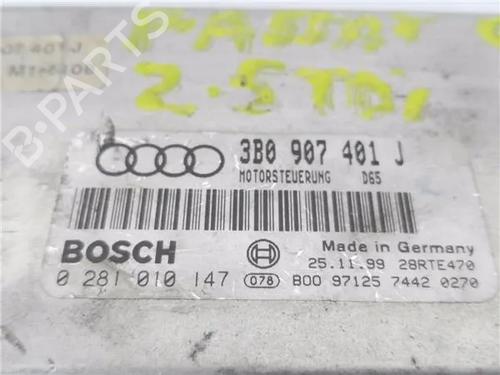 PASSAT
2.5 TDI
3B0 907 401 J
MOTORSTEUERUNG D65
BOSCH
Made in Germany
25.11.99 28RTE470
0 281 010 147 078 B00 97125 7442 0270
B-PARTS